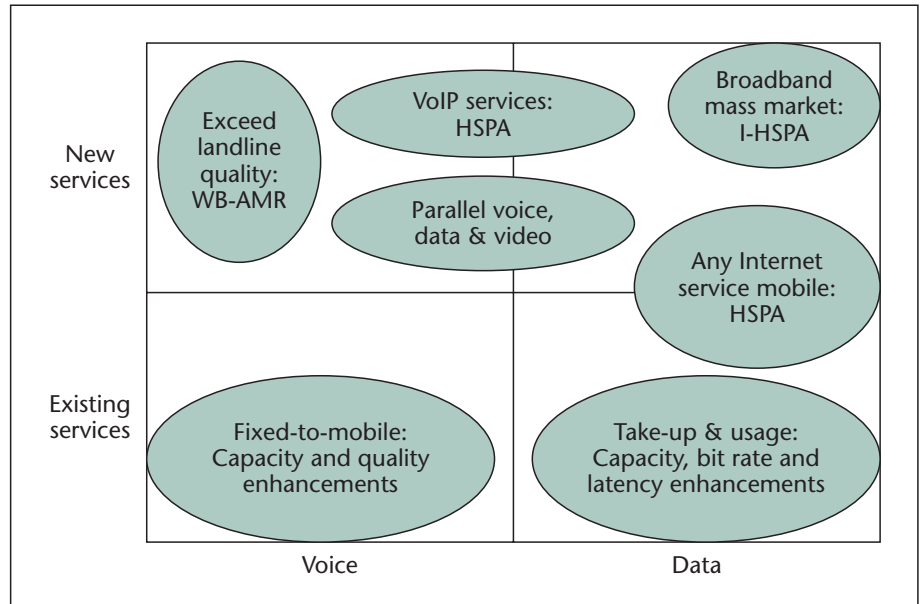 New
services
Existing
services
Exceed
landline
quality:
WB-AMR
VoIP services:
HSPA
Parallel voice,
data & video
Broadband
mass market:
I-HSPA
Any Internet
service mobile:
HSPA
Fixed-to-mobile:
Capacity and quality
enhancements
Take-up & usage:
Capacity, bit rate and
latency enhancements
Voice
Data